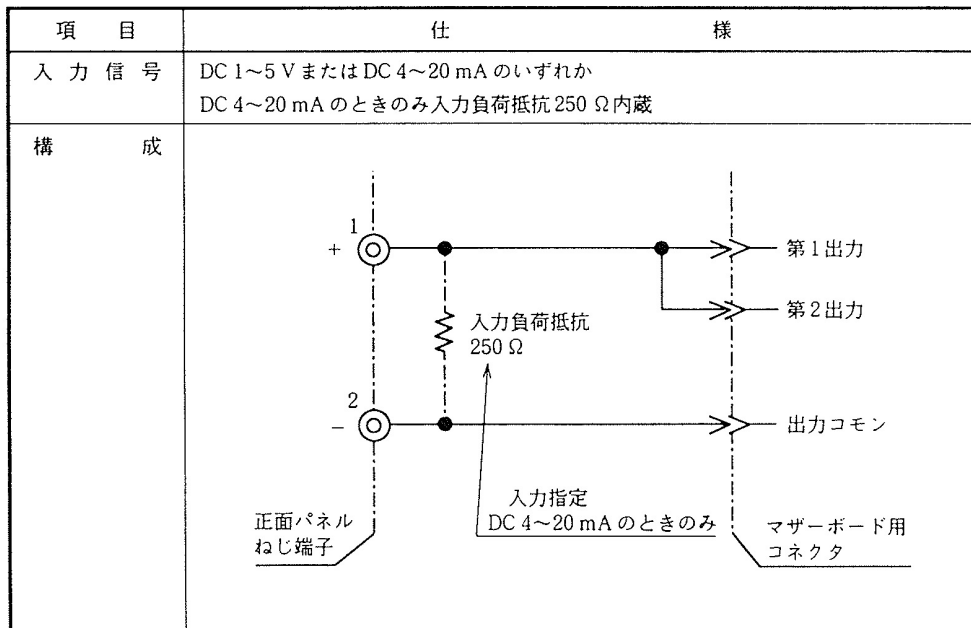 項 目
仕 様
入 力 信 号
DC 1~5 V または DC 4~20 mA のいずれか
DC 4~20 mA のときのみ入力負荷抵抗 250 Ω 内蔵
構 成
1
+
第1出力
第2出力
入力負荷抵抗
250 Ω
2
−
出力コモン
入力指定
DC 4~20 mA のときのみ
正面パネル
ねじ端子
マザーボード用
コネクタ